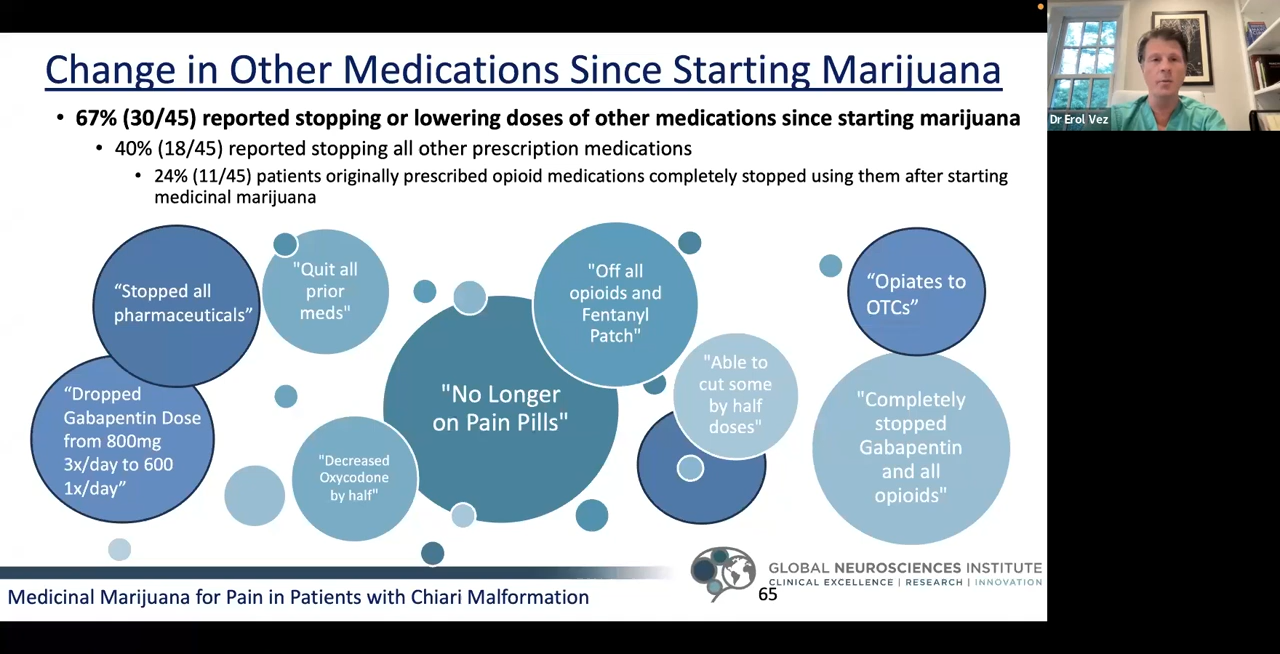 Change in Other Medications Since Starting Marijuana
• 67% (30/45) reported stopping or lowering doses of other medications since starting marijuana
• 40% (18/45) reported stopping all other prescription medications
• 24% (11/45) patients originally prescribed opioid medications completely stopped using them after starting
medicinal marijuana
“Stopped all
pharmaceuticals”
"Quit all
prior
meds"
"Off all
opioids and
Fentanyl
Patch"
“Opiates to
OTCs”
“Dropped
Gabapentin Dose
from 800mg
3x/day to 600
1x/day”
"Decreased
Oxycodone
by half"
"No Longer
on Pain Pills"
"Able to
cut some
by half
doses"
"Completely
stopped
Gabapentin
and all
opioids"
GLOBAL NEUROSCIENCES INSTITUTE
CLINICAL EXCELLENCE | RESEARCH | INNOVATION
Medicinal Marijuana for Pain in Patients with Chiari Malformation
65
Dr Erol Vez